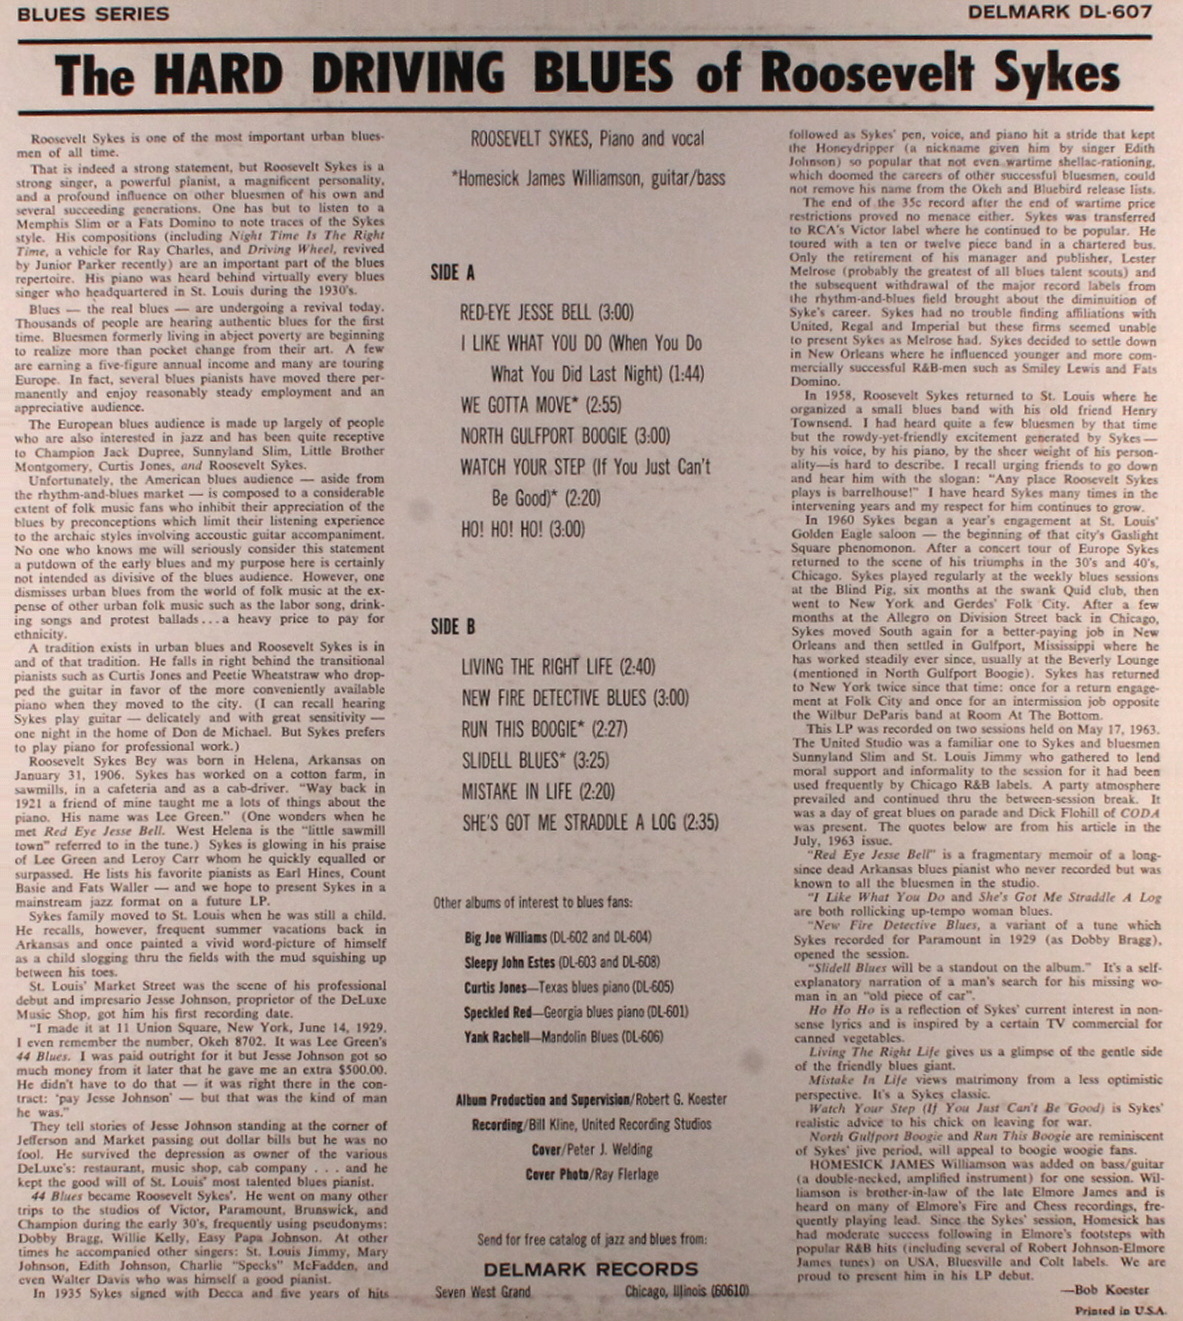 BLUES SERIES
DELMARK DL-607
The HARD DRIVING BLUES of Roosevelt Sykes
Roosevelt Sykes is one of the most important urban blues-
men of all time.
That is indeed a strong statement, but Roosevelt Sykes is a
strong singer, a powerful pianist, a magnificent personality,
and a profound influence on other bluesmen of his own and
several succeeding generations. One has but to listen to a
Memphis Slim or a Fats Domino to note traces of the Sykes
style. His compositions (including Night Time Is The Right
Time, a vehicle for Ray Charles, and Driving Wheel, revived
by Junior Parker recently) are an important part of the blues
repertoire. His piano was heard behind virtually every blues
singer who headquartered in St. Louis during the 1930's.
Blues — the real blues — are undergoing a revival today.
Thousands of people are hearing authentic blues for the first
time. Bluesmen formerly living in abject poverty are beginning
to realize more than pocket change from their art. A few
are earning a five-figure annual income and many are touring
Europe. In fact, several blues pianists have moved there per-
manently and enjoy reasonably steady employment and an
appreciative audience.
The European blues audience is made up largely of people
who are also interested in jazz and has been quite receptive
to Champion Jack Dupree, Sunnyland Slim, Little Brother
Montgomery, Curtis Jones, and Roosevelt Sykes.
Unfortunately, the American blues audience — aside from
the rhythm-and-blues market — is composed to a considerable
extent of folk music fans who inhibit their appreciation of the
blues by preconceptions which limit their listening experience
to the archaic styles involving accoustic guitar accompaniment.
No one who knows me will seriously consider this statement
a putdown of the early blues and my purpose here is certainly
not intended as divisive of the blues audience. However, one
dismisses urban blues from the world of folk music at the ex-
pense of other urban folk music such as the labor song, drink-
ing songs and protest ballads . . . a heavy price to pay for
ethnicity.
A tradition exists in urban blues and Roosevelt Sykes is in
and of that tradition. He falls in right behind the transitional
pianists such as Curtis Jones and Peetie Wheatstraw who drop-
ped the guitar in favor of the more conveniently available
piano when they moved to the city. (I can recall hearing
Sykes play guitar — delicately and with great sensitivity —
one night in the home of Don de Michael. But Sykes prefers
to play piano for professional work.)
Roosevelt Sykes Bey was born in Helena, Arkansas on
January 31, 1906. Sykes has worked on a cotton farm, in
sawmills, in a cafeteria and as a cab-driver. "Way back in
1921 a friend of mine taught me a lots of things about the
piano. His name was Lee Green." (One wonders when he
met Red Eye Jesse Bell. West Helena is the "little sawmill
town" referred to in the tune.) Sykes is glowing in his praise
of Lee Green and Leroy Carr whom he quickly equalled or
surpassed. He lists his favorite pianists as Earl Hines, Count
Basie and Fats Waller — and we hope to present Sykes in a
mainstream jazz format on a future LP.
Sykes family moved to St. Louis when he was still a child.
He recalls, however, frequent summer vacations back in
Arkansas and once painted a vivid word-picture of himself
as a child slogging thru the fields with the mud squishing up
between his toes.
St. Louis' Market Street was the scene of his professional
debut and impresario Jesse Johnson, proprietor of the DeLuxe
Music Shop, got him his first recording date.
"I made it at 11 Union Square, New York, June 14, 1929.
I even remember the number, Okeh 8702. It was Lee Green's
44 Blues. I was paid outright for it but Jesse Johnson got so
much money from it later that he gave me an extra $500.00.
He didn't have to do that — it was right there in the con-
tract: 'pay Jesse Johnson' — but that was the kind of man
he was."
They tell stories of Jesse Johnson standing at the corner of
Jefferson and Market passing out dollar bills but he was no
fool. He survived the depression as owner of the various
DeLuxe's: restaurant, music shop, cab company . . . and he
kept the good will of St. Louis' most talented blues pianist.
44 Blues became Roosevelt Sykes'. He went on many other
trips to the studios of Victor, Paramount, Brunswick, and
Champion during the early 30's, frequently using pseudonyms:
Dobby Bragg, Willie Kelly, Easy Papa Johnson. At other
times he accompanied other singers: St. Louis Jimmy, Mary
Johnson, Edith Johnson, Charlie "Specks" McFadden, and
even Walter Davis who was himself a good pianist.
In 1935 Sykes signed with Decca and five years of hits
ROOSEVELT SYKES, Piano and vocal
*Homesick James Williamson, guitar/bass
SIDE A
RED-EYE JESSE BELL (3:00)
I LIKE WHAT YOU DO (When You Do
What You Did Last Night) (1:44)
WE GOTTA MOVE* (2:55)
NORTH GULFPORT BOOGIE (3:00)
WATCH YOUR STEP (If You Just Can't
Be Good)* (2:20)
HO! HO! HO! (3:00)
SIDE B
LIVING THE RIGHT LIFE (2:40)
NEW FIRE DETECTIVE BLUES (3:00)
RUN THIS BOOGIE* (2:27)
SLIDELL BLUES* (3:25)
MISTAKE IN LIFE (2:20)
SHE'S GOT ME STRADDLE A LOG (2:35)
Other albums of interest to blues fans:
Big Joe Williams (DL-602 and DL-604)
Sleepy John Estes (DL-603 and DL-608)
Curtis Jones—Texas blues piano (DL-605)
Speckled Red—Georgia blues piano (DL-601)
Yank Rachell—Mandolin Blues (DL-606)
Album Production and Supervision/Robert G. Koester
Recording/Bill Kline, United Recording Studios
Cover/Peter J. Welding
Cover Photo/Ray Flerlage
Send for free catalog of jazz and blues from:
DELMARK RECORDS
Seven West Grand Chicago, Illinois (60610)
followed as Sykes' pen, voice, and piano hit a stride that kept
the Honeydripper (a nickname given him by singer Edith
Johnson) so popular that not even wartime shellac-rationing,
which doomed the careers of other successful bluesmen, could
not remove his name from the Okeh and Bluebird release lists.
The end of the 35c record after the end of wartime price
restrictions proved no menace either. Sykes was transferred
to RCA's Victor label where he continued to be popular. He
toured with a ten or twelve piece band in a chartered bus.
Only the retirement of his manager and publisher, Lester
Melrose (probably the greatest of all blues talent scouts) and
the subsequent withdrawal of the major record labels from
the rhythm-and-blues field brought about the diminuition of
Syke's career. Sykes had no trouble finding affiliations with
United, Regal and Imperial but these firms seemed unable
to present Sykes as Melrose had. Sykes decided to settle down
in New Orleans where he influenced younger and more com-
mercially successful R&B-men such as Smiley Lewis and Fats
Domino.
In 1958, Roosevelt Sykes returned to St. Louis where he
organized a small blues band with his old friend Henry
Townsend. I had heard quite a few bluesmen by that time
but the rowdy-yet-friendly excitement generated by Sykes —
by his voice, by his piano, by the sheer weight of his person-
ality—is hard to describe. I recall urging friends to go down
and hear him with the slogan: "Any place Roosevelt Sykes
plays is barrelhouse!" I have heard Sykes many times in the
intervening years and my respect for him continues to grow.
In 1960 Sykes began a year's engagement at St. Louis'
Golden Eagle saloon — the beginning of that city's Gaslight
Square phenomonon. After a concert tour of Europe Sykes
returned to the scene of his triumphs in the 30's and 40's,
Chicago. Sykes played regularly at the weekly blues sessions
at the Blind Pig, six months at the swank Quid club, then
went to New York and Gerdes' Folk City. After a few
months at the Allegro on Division Street back in Chicago,
Sykes moved South again for a better-paying job in New
Orleans and then settled in Gulfport, Mississippi where he
has worked steadily ever since, usually at the Beverly Lounge
(mentioned in North Gulfport Boogie). Sykes has returned
to New York twice since that time: once for a return engage-
ment at Folk City and once for an intermission job opposite
the Wilbur DeParis band at Room At The Bottom.
This LP was recorded on two sessions held on May 17, 1963.
The United Studio was a familiar one to Sykes and bluesmen
Sunnyland Slim and St. Louis Jimmy who gathered to lend
moral support and informality to the session for it had been
used frequently by Chicago R&B labels. A party atmosphere
prevailed and continued thru the between-session break. It
was a day of great blues on parade and Dick Flohill of CODA
was present. The quotes below are from his article in the
July, 1963 issue.
"Red Eye Jesse Bell" is a fragmentary memoir of a long-
since dead Arkansas blues pianist who never recorded but was
known to all the bluesmen in the studio.
"I Like What You Do and She's Got Me Straddle A Log
are both rollicking up-tempo woman blues.
"New Fire Detective Blues, a variation of a tune which
Sykes recorded for Paramount in 1929 (as Dobby Bragg),
opened the session.
"Slidell Blues will be a standout on the album." It's a self-
explanatory narration of a man's search for his missing wo-
man in an "old piece of car".
Ho Ho Ho is a reflection of Sykes' current interest in non-
sense lyrics and is inspired by a certain TV commercial for
canned vegetables.
Living The Right Life gives us a glimpse of the gentle side
of the friendly blues giant.
Mistake In Life views matrimony from a less optimistic
perspective. It's a Sykes classic.
Watch Your Step (If You Just Can't Be Good) is Sykes'
realistic advice to his chick on leaving for war.
North Gulfport Boogie and Run This Boogie are reminiscent
of Sykes' jive period, will appeal to boogie woogie fans.
HOMESICK JAMES Williamson was added on bass/guitar
(a double-necked, amplified instrument) for one session. Wil-
liamson is brother-in-law of the late Elmore James and is
heard on many of Elmore's Fire and Chess recordings, fre-
quently playing lead. Since the Sykes' session, Homesick has
had moderate success following in Elmore's footsteps with
popular R&B hits (including several of Robert Johnson-Elmore
James tunes) on USA, Bluesville and Colt labels. We are
proud to present him in his LP debut.
—Bob Koester
Printed in U.S.A.